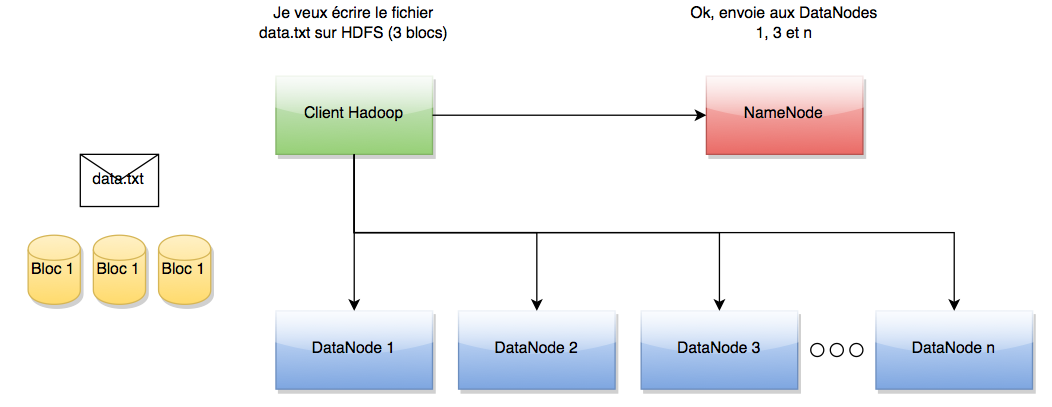 Je veux écrire le fichier
data.txt sur HDFS (3 blocs)
Ok, envoie aux DataNodes
1, 3 et n
Client Hadoop
NameNode
data.txt
Bloc 1
Bloc 1
Bloc 1
DataNode 1
DataNode 2
DataNode 3
DataNode n